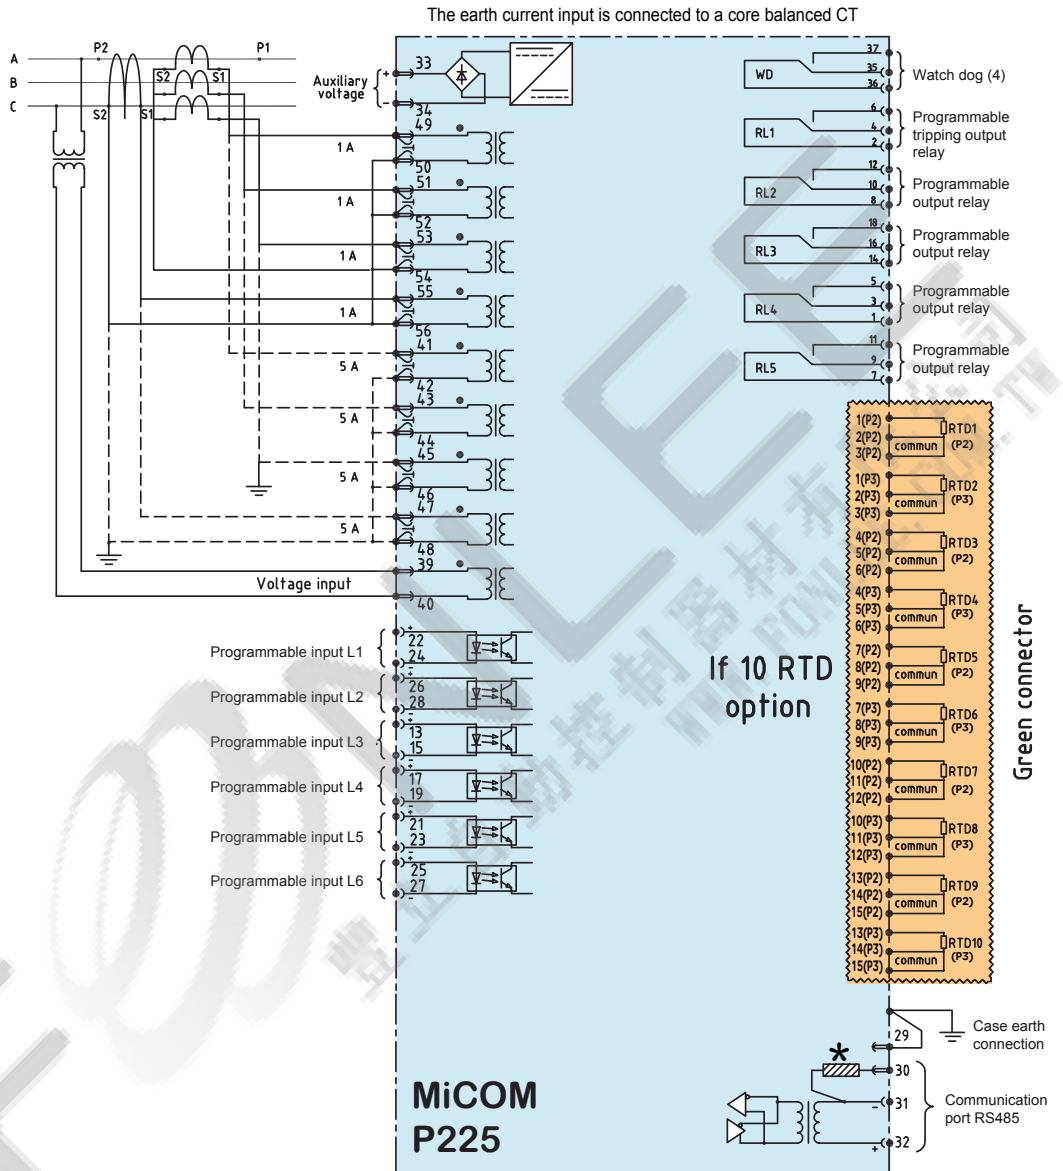 The earth current input is connected to a core balanced CT
A
B
C
P2
P1
S2
S1
S2
S1
Auxiliary
voltage
+
-
33
34
49
1 A
50
51
1 A
52
53
1 A
54
55
1 A
56
41
5 A
42
43
5 A
44
45
5 A
46
47
5 A
48
39
Voltage input
40
Programmable input L1
+
22
24
-
Programmable input L2
+
26
28
-
Programmable input L3
+
13
15
-
Programmable input L4
+
17
19
-
Programmable input L5
+
21
23
-
Programmable input L6
+
25
27
-
WD
37
35
36
Watch dog (4)
RL1
6
4
2
Programmable
tripping output
relay
RL2
12
10
8
Programmable
output relay
RL3
18
16
14
Programmable
output relay
RL4
5
3
1
Programmable
output relay
RL5
11
9
7
Programmable
output relay
If 10 RTD
option
Green connector
1(P2)
2(P2)
3(P2)
commun
RTD1
(P2)
1(P3)
2(P3)
3(P3)
commun
RTD2
(P3)
4(P2)
5(P2)
6(P2)
commun
RTD3
(P2)
4(P3)
5(P3)
6(P3)
commun
RTD4
(P3)
7(P2)
8(P2)
9(P2)
commun
RTD5
(P2)
7(P3)
8(P3)
9(P3)
commun
RTD6
(P3)
10(P2)
11(P2)
12(P2)
commun
RTD7
(P2)
10(P3)
11(P3)
12(P3)
commun
RTD8
(P3)
13(P2)
14(P2)
15(P2)
commun
RTD9
(P2)
13(P3)
14(P3)
15(P3)
commun
RTD10
(P3)
29
Case earth
connection
*
30
-
31
+
32
Communication
port RS485
MiCOM
P225